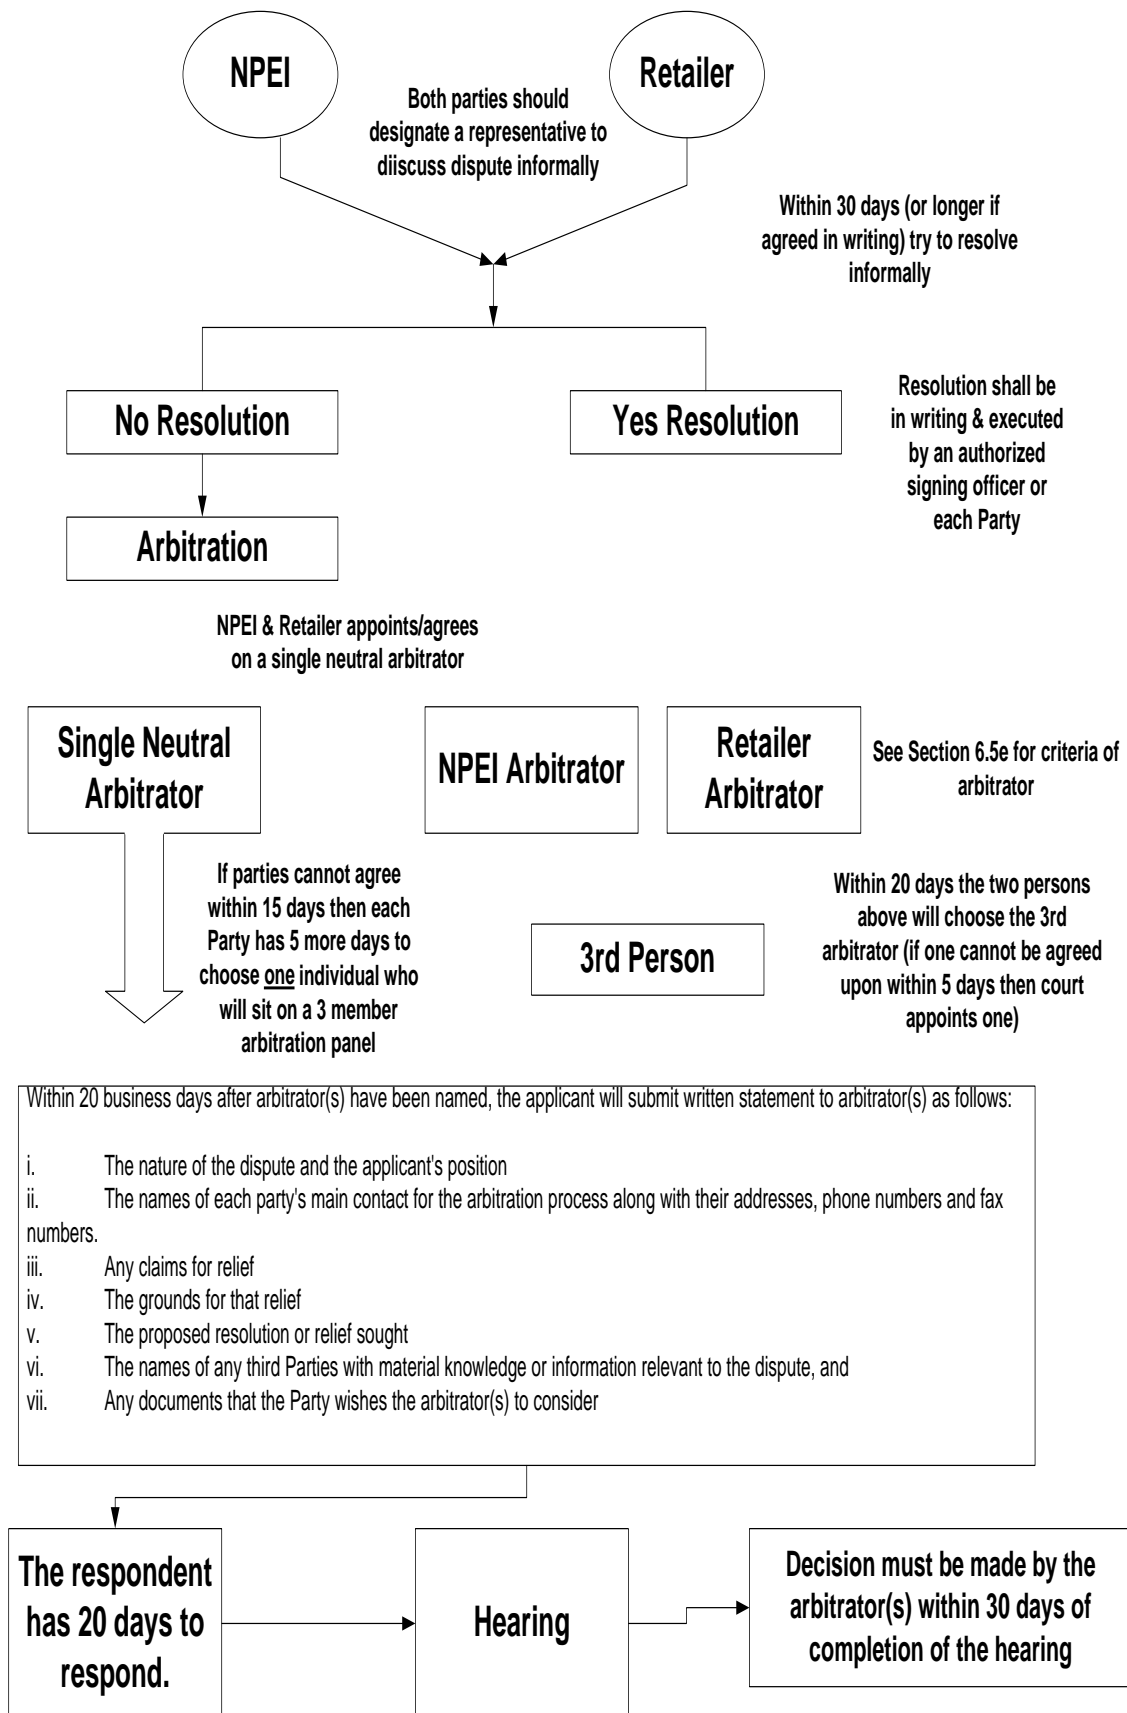 NPEI
Retailer
Both parties should
designate a representative to
diiscuss dispute informally
Within 30 days (or longer if
agreed in writing) try to resolve
informally
No Resolution
Yes Resolution
Resolution shall be
in writing & executed
by an authorized
signing officer or
each Party
Arbitration
NPEI & Retailer appoints/agrees
on a single neutral arbitrator
Single Neutral
Arbitrator
NPEI Arbitrator
Retailer
Arbitrator
See Section 6.5e for criteria of
arbitrator
If parties cannot agree
within 15 days then each
Party has 5 more days to
choose one individual who
will sit on a 3 member
arbitration panel
3rd Person
Within 20 days the two persons
above will choose the 3rd
arbitrator (if one cannot be agreed
upon within 5 days then court
appoints one)
Within 20 business days after arbitrator(s) have been named, the applicant will submit written statement to arbitrator(s) as follows:
i. The nature of the dispute and the applicant's position
ii. The names of each party's main contact for the arbitration process along with their addresses, phone numbers and fax
numbers.
iii. Any claims for relief
iv. The grounds for that relief
v. The proposed resolution or relief sought
vi. The names of any third Parties with material knowledge or information relevant to the dispute, and
vii. Any documents that the Party wishes the arbitrator(s) to consider
The respondent
has 20 days to
respond.
Hearing
Decision must be made by the
arbitrator(s) within 30 days of
completion of the hearing